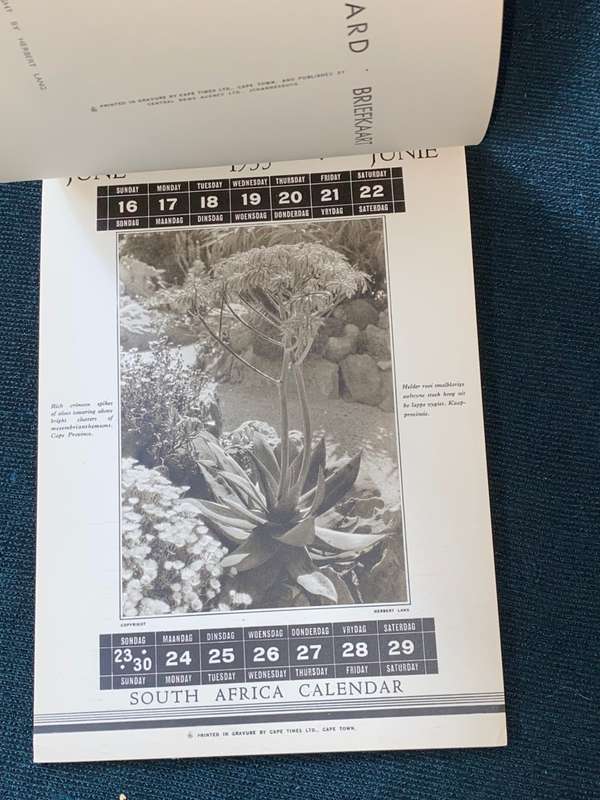 GHT BY HERBERT LANG
ARD · BRIEFKAART
PRINTED IN GRAVURE BY CAPE TIMES LTD., CAPE TOWN, AND PUBLISHED BY
CENTRAL NEWS AGENCY LTD., JOHANNESBURG.
JUNE 1935 JUNIE
SUNDAY MONDAY TUESDAY WEDNESDAY THURSDAY FRIDAY SATURDAY
16 17 18 19 20 21 22
SONDAG MAANDAG DINSDAG WOENSDAG DONDERDAG VRYDAG SATERDAG
Rich crimson spikes
of aloes towering above
bright clusters of
mesembrianthemums.
Cape Province.
Helder rooi smalblarige
aalwyne steek hoog uit
bo lappe vygies. Kaap-
provinsie.
COPYRIGHT HERBERT LANG
SONDAG MAANDAG DINSDAG WOENSDAG DONDERDAG VRYDAG SATERDAG
23 30 24 25 26 27 28 29
SUNDAY MONDAY TUESDAY WEDNESDAY THURSDAY FRIDAY SATURDAY
SOUTH AFRICA CALENDAR
PRINTED IN GRAVURE BY CAPE TIMES LTD., CAPE TOWN.